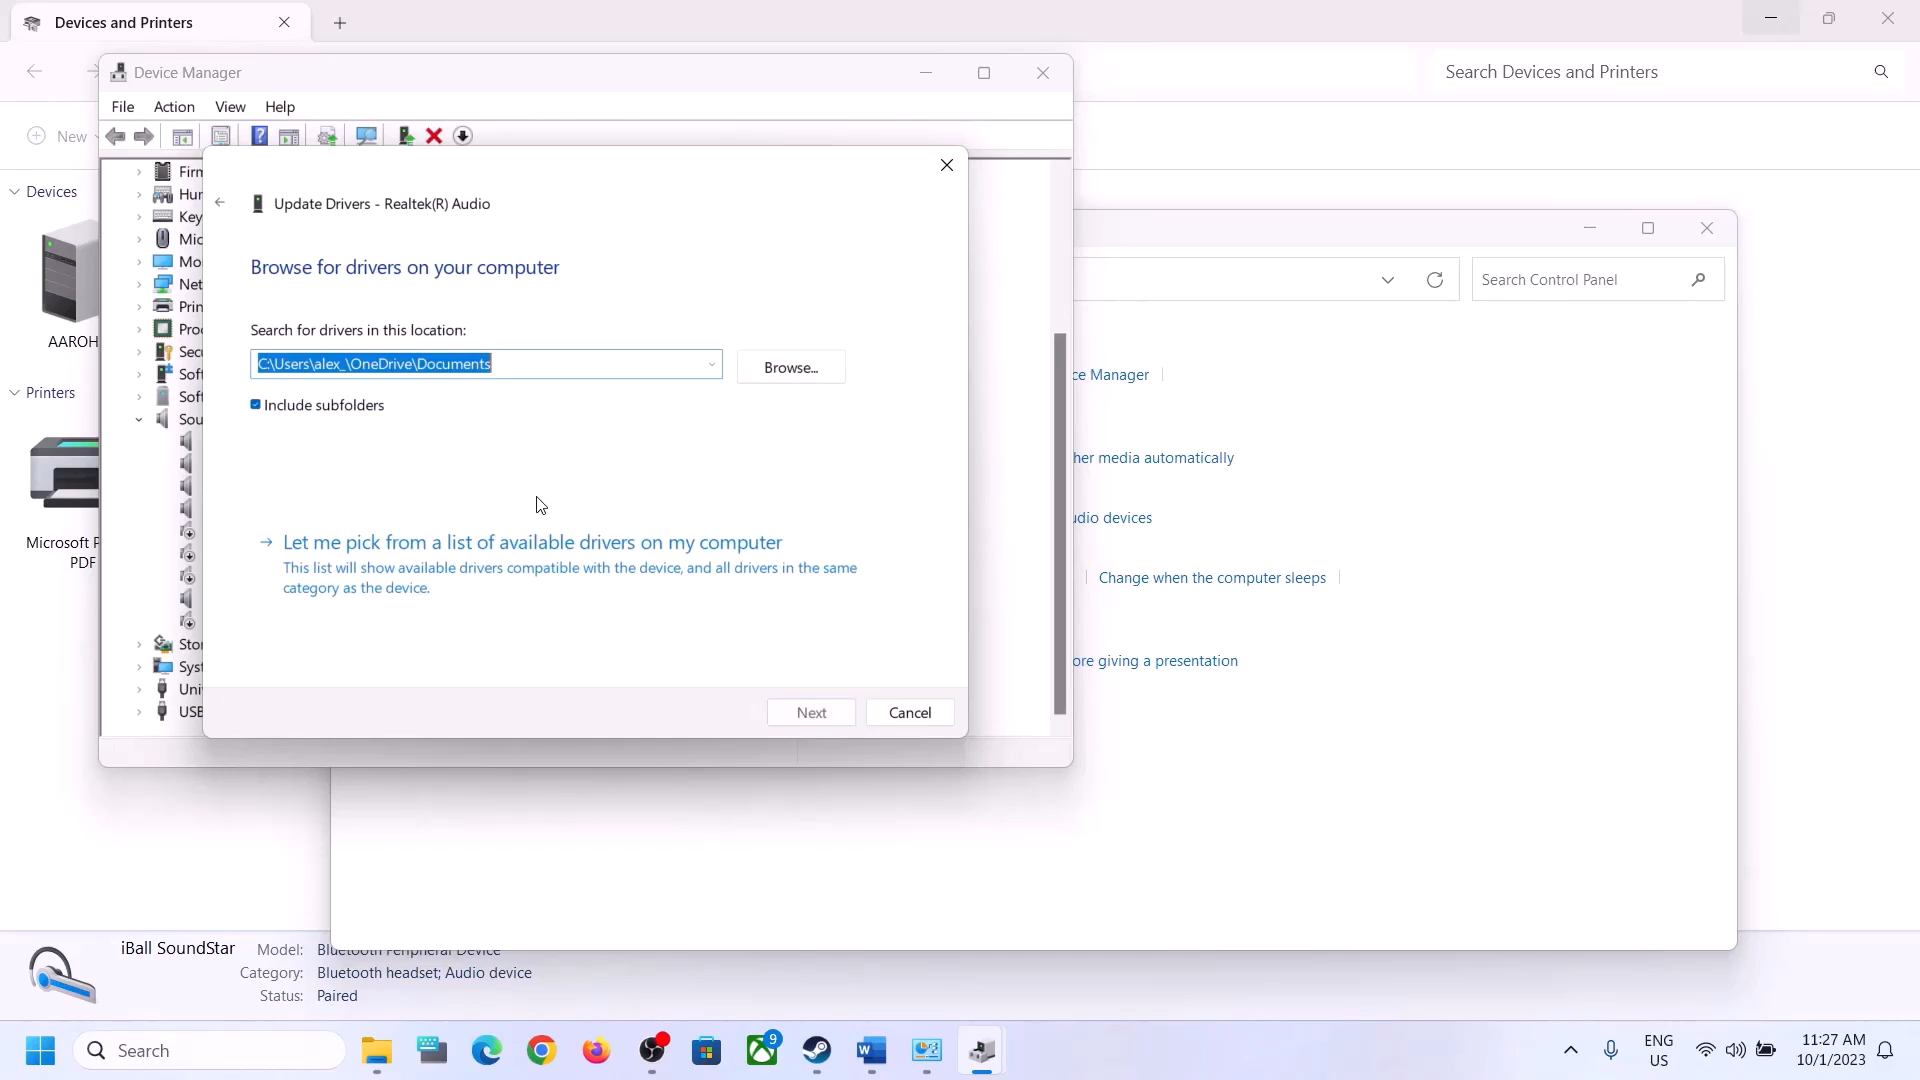 Devices and Printers
Search Devices and Printers
New
Devices
AAROH
Printers
Microsoft P
PDF
Device Manager
File Action View Help
Firm
Hur
Key
Mic
Mo
Net
Prin
Proc
Secu
Soft
Soft
Sou
Stor
Syst
Univ
USB
Update Drivers - Realtek(R) Audio
Browse for drivers on your computer
Search for drivers in this location:
C:\Users\alex_\OneDrive\Documents
Browse...
Include subfolders
Let me pick from a list of available drivers on my computer
This list will show available drivers compatible with the device, and all drivers in the same
category as the device.
Next Cancel
Search Control Panel
ce Manager
her media automatically
udio devices
Change when the computer sleeps
ore giving a presentation
iBall SoundStar
Model: Bluetooth Peripheral Device
Category: Bluetooth headset; Audio device
Status: Paired
Search
9
ENG
US
11:27 AM
10/1/2023